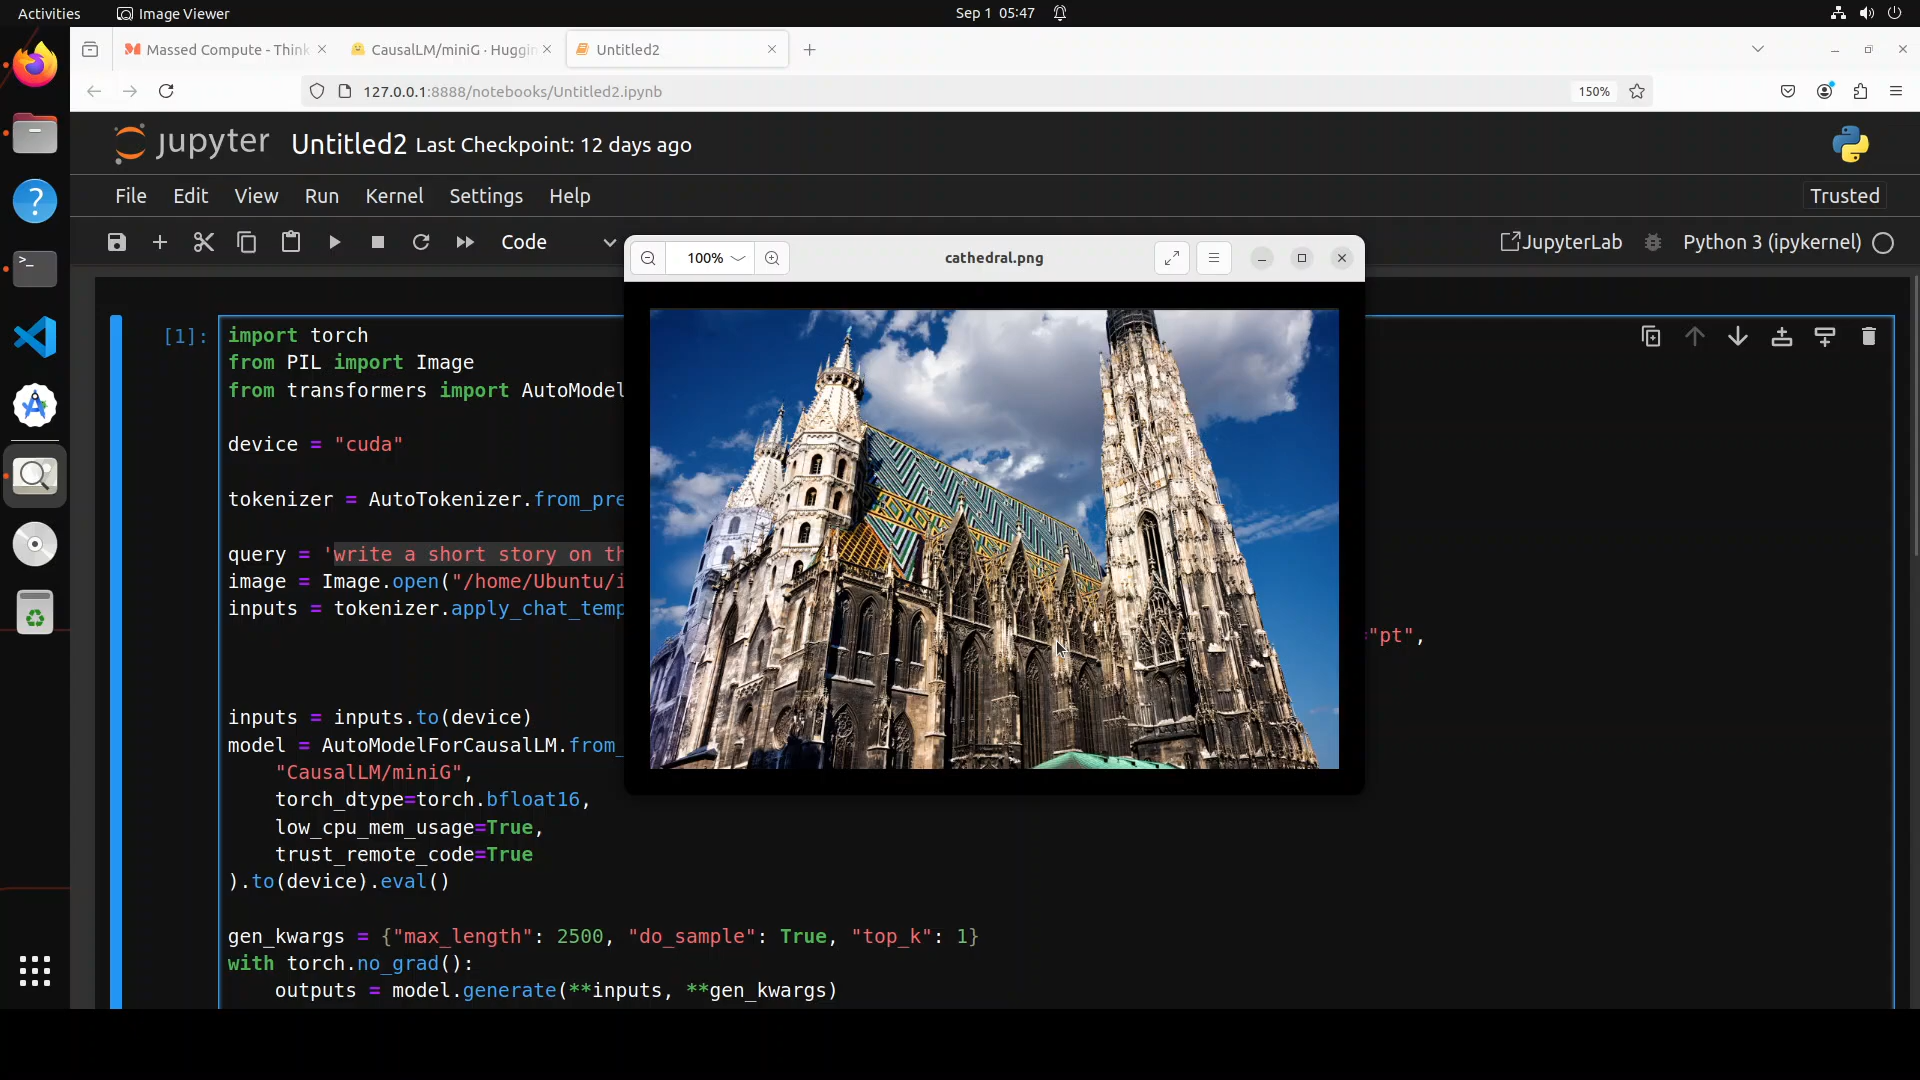 Activities
Image Viewer
Sep 1 05:47
Massed Compute - Think
CausalLM/miniG · Huggin
Untitled2
127.0.0.1:8888/notebooks/Untitled2.ipynb
150%
jupyter
Untitled2 Last Checkpoint: 12 days ago
File Edit View Run Kernel Settings Help
Trusted
Code
JupyterLab
Python 3 (ipykernel)
100%
cathedral.png
[1]:
import torch
from PIL import Image
from transformers import AutoModel
device = "cuda"
tokenizer = AutoTokenizer.from_pre
query = 'write a short story on th
image = Image.open("/home/Ubuntu/i
inputs = tokenizer.apply_chat_temp
="pt",
inputs = inputs.to(device)
model = AutoModelForCausalLM.from_
"CausalLM/miniG",
torch_dtype=torch.bfloat16,
low_cpu_mem_usage=True,
trust_remote_code=True
).to(device).eval()
gen_kwargs = {"max_length": 2500, "do_sample": True, "top_k": 1}
with torch.no_grad():
outputs = model.generate(**inputs, **gen_kwargs)